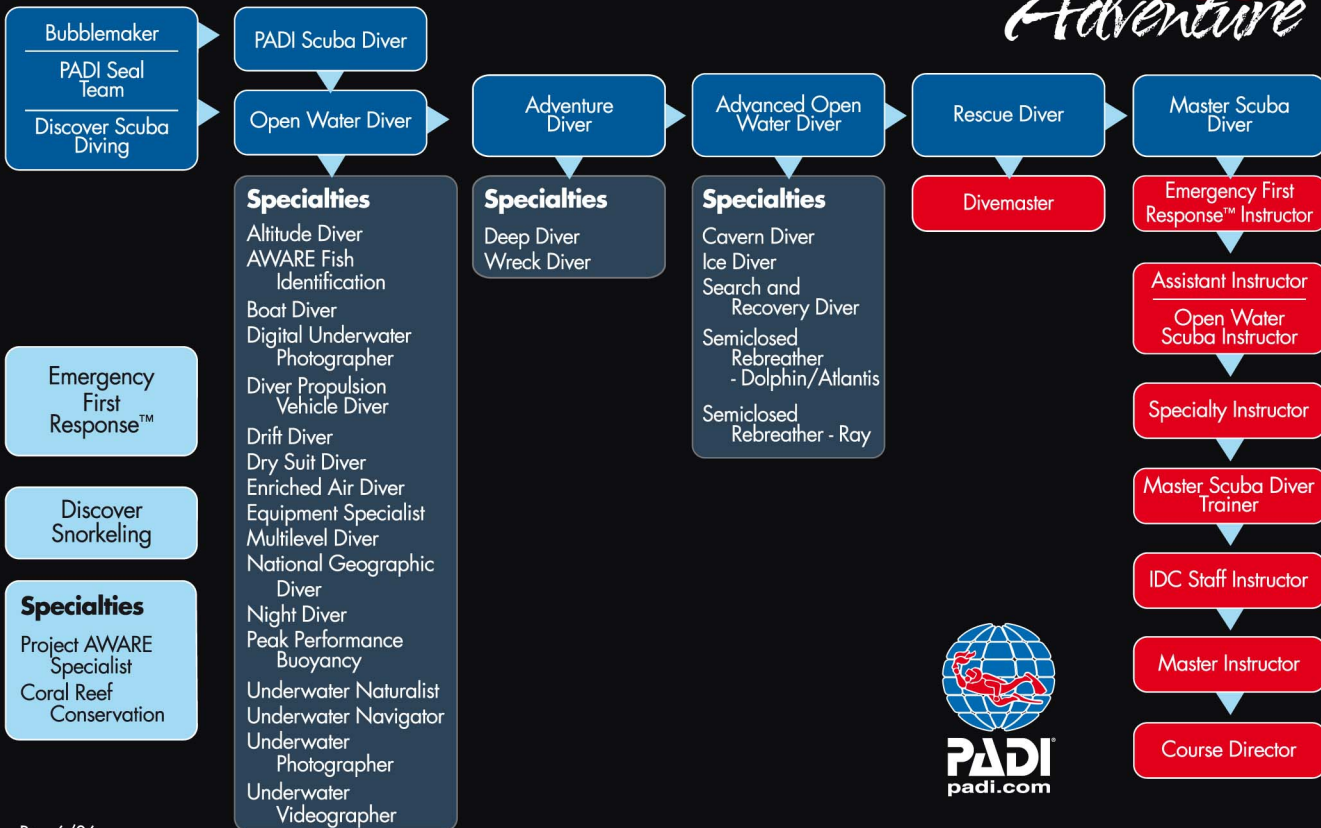 Adventure
Bubblemaker
PADI Seal
Team
Discover Scuba
Diving
PADI Scuba Diver
Open Water Diver
Adventure
Diver
Advanced Open
Water Diver
Rescue Diver
Master Scuba
Diver
Specialties
Altitude Diver
AWARE Fish
Identification
Boat Diver
Digital Underwater
Photographer
Diver Propulsion
Vehicle Diver
Drift Diver
Dry Suit Diver
Enriched Air Diver
Equipment Specialist
Multilevel Diver
National Geographic
Diver
Night Diver
Peak Performance
Buoyancy
Underwater Naturalist
Underwater Navigator
Underwater
Photographer
Underwater
Videographer
Specialties
Deep Diver
Wreck Diver
Specialties
Cavern Diver
Ice Diver
Search and
Recovery Diver
Semiclosed
Rebreather
- Dolphin/Atlantis
Semiclosed
Rebreather - Ray
Divemaster
Emergency First
Response™ Instructor
Assistant Instructor
Open Water
Scuba Instructor
Specialty Instructor
Master Scuba Diver
Trainer
IDC Staff Instructor
Master Instructor
Course Director
Emergency
First
Response™
Discover
Snorkeling
Specialties
Project AWARE
Specialist
Coral Reef
Conservation
PADI®
padi.com